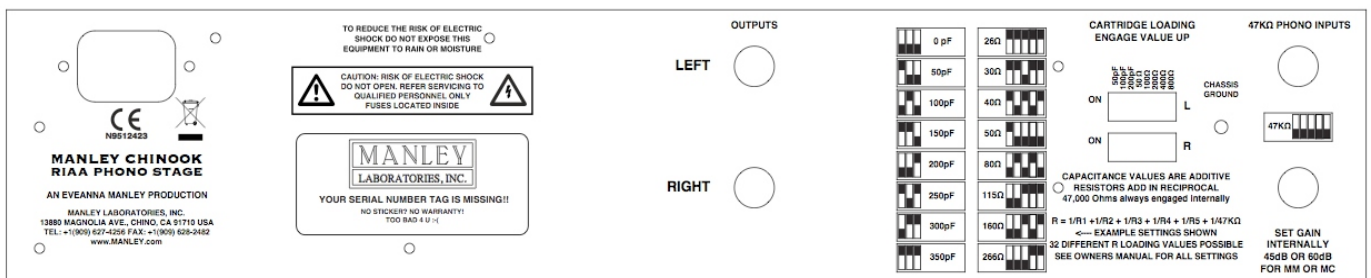 TO REDUCE THE RISK OF ELECTRIC
SHOCK DO NOT EXPOSE THIS
EQUIPMENT TO RAIN OR MOISTURE
CAUTION: RISK OF ELECTRIC SHOCK
DO NOT OPEN. REFER SERVICING TO
QUALIFIED PERSONNEL ONLY
FUSES LOCATED INSIDE
CE
N9512423
MANLEY CHINOOK
RIAA PHONO STAGE
AN EVEANNA MANLEY PRODUCTION
MANLEY LABORATORIES, INC.
13880 MAGNOLIA AVE., CHINO, CA 91710 USA
TEL: +1(909) 627-4256 FAX: +1(909) 628-2482
www.MANLEY.com
MANLEY
LABORATORIES, INC.
YOUR SERIAL NUMBER TAG IS MISSING!!
NO STICKER? NO WARRANTY!
TOO BAD 4 U :-(
OUTPUTS
LEFT
RIGHT
0 pF
50pF
100pF
150pF
200pF
250pF
300pF
350pF
26Ω
30Ω
40Ω
50Ω
80Ω
115Ω
160Ω
266Ω
CARTRIDGE LOADING
ENGAGE VALUE UP
50pF
100pF
200pF
50 Ω
100Ω
200Ω
400Ω
800Ω
ON
L
ON
R
CHASSIS
GROUND
CAPACITANCE VALUES ARE ADDITIVE
RESISTORS ADD IN RECIPROCAL
47,000 Ohms always engaged internally
R = 1/R1 +1/R2 + 1/R3 + 1/R4 + 1/R5 + 1/47KΩ
<---- EXAMPLE SETTINGS SHOWN
32 DIFFERENT R LOADING VALUES POSSIBLE
SEE OWNERS MANUAL FOR ALL SETTINGS
47KΩ PHONO INPUTS
47KΩ
SET GAIN
INTERNALLY
45dB OR 60dB
FOR MM OR MC